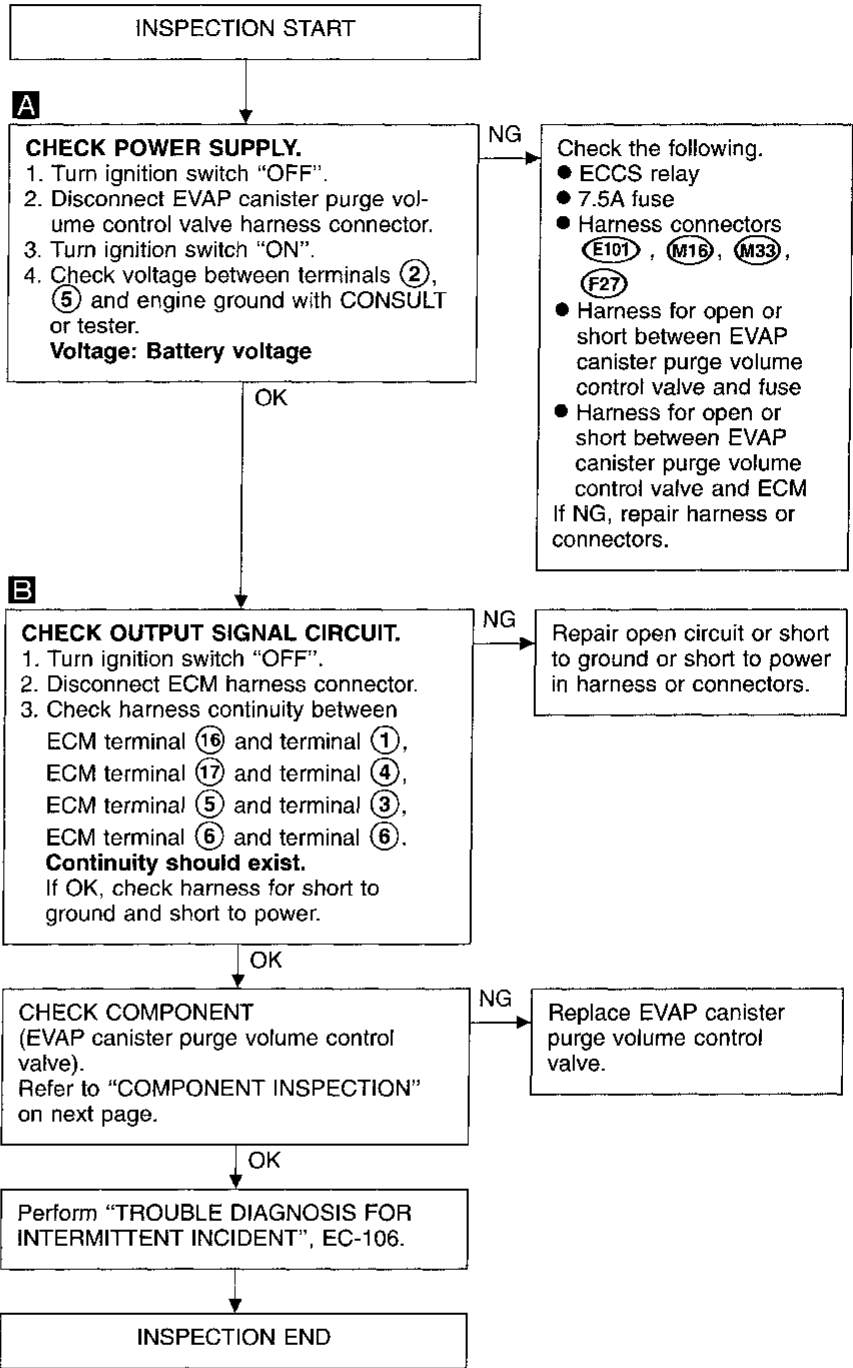 INSPECTION START
A
CHECK POWER SUPPLY.
1. Turn ignition switch “OFF”.
2. Disconnect EVAP canister purge vol-
ume control valve harness connector.
3. Turn ignition switch “ON”.
4. Check voltage between terminals ②,
⑤ and engine ground with CONSULT
or tester.
Voltage: Battery voltage
NG
Check the following.
● ECCS relay
● 7.5A fuse
● Harness connectors
E101 , M16, M33,
F27
● Harness for open or
short between EVAP
canister purge volume
control valve and fuse
● Harness for open or
short between EVAP
canister purge volume
control valve and ECM
If NG, repair harness or
connectors.
OK
B
CHECK OUTPUT SIGNAL CIRCUIT.
1. Turn ignition switch “OFF”.
2. Disconnect ECM harness connector.
3. Check harness continuity between
ECM terminal ⑯ and terminal ①,
ECM terminal ⑰ and terminal ④,
ECM terminal ⑤ and terminal ③,
ECM terminal ⑥ and terminal ⑥.
Continuity should exist.
If OK, check harness for short to
ground and short to power.
NG
Repair open circuit or short
to ground or short to power
in harness or connectors.
OK
CHECK COMPONENT
(EVAP canister purge volume control
valve).
Refer to “COMPONENT INSPECTION”
on next page.
NG
Replace EVAP canister
purge volume control
valve.
OK
Perform “TROUBLE DIAGNOSIS FOR
INTERMITTENT INCIDENT”, EC-106.
INSPECTION END